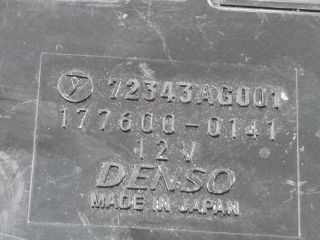 72343AG001
177600-0141
12V
DENSO
MADE IN JAPAN